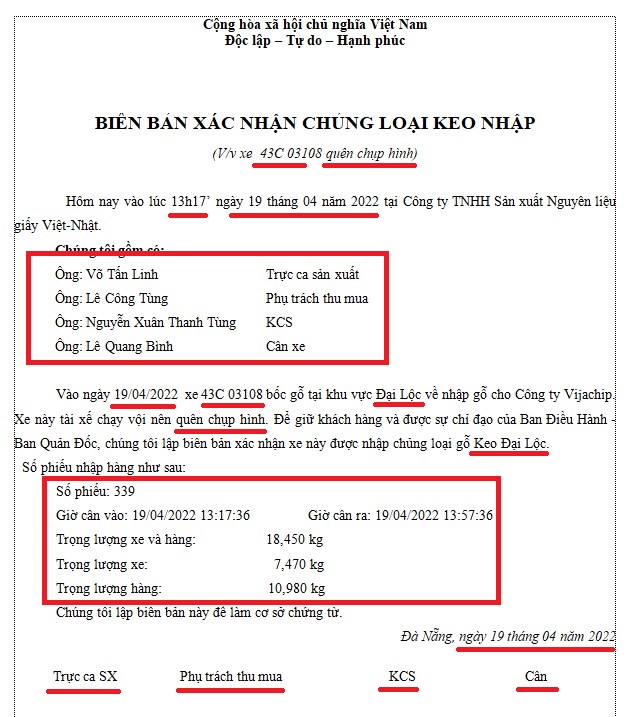 Cộng hòa xã hội chủ nghĩa Việt Nam
Độc lập – Tự do – Hạnh phúc
BIÊN BẢN XÁC NHẬN CHỦNG LOẠI KEO NHẬP
(V/v xe 43C 03108 quên chụp hình)
Hôm nay vào lúc 13h17’ ngày 19 tháng 04 năm 2022 tại Công ty TNHH Sản xuất Nguyên liệu
giấy Việt-Nhật.
Chúng tôi gồm có:
Ông: Võ Tấn Linh Trực ca sản xuất
Ông: Lê Công Tùng Phụ trách thu mua
Ông: Nguyễn Xuân Thanh Tùng KCS
Ông: Lê Quang Bình Cân xe
Vào ngày 19/04/2022 xe 43C 03108 bốc gỗ tại khu vực Đại Lộc về nhập gỗ cho Công ty Vijachip.
Xe này tài xế chạy vội nên quên chụp hình. Để giữ khách hàng và được sự chỉ đạo của Ban Điều Hành -
Ban Quản Đốc, chúng tôi lập biên bản xác nhận xe này được nhập chủng loại gỗ Keo Đại Lộc.
Số phiếu nhập hàng như sau:
Số phiếu: 339
Giờ cân vào: 19/04/2022 13:17:36 Giờ cân ra: 19/04/2022 13:57:36
Trọng lượng xe và hàng: 18,450 kg
Trọng lượng xe: 7,470 kg
Trọng lượng hàng: 10,980 kg
Chúng tôi lập biên bản này để làm cơ sở chứng từ.
Đà Nẵng, ngày 19 tháng 04 năm 2022
Trực ca SX Phụ trách thu mua KCS Cân